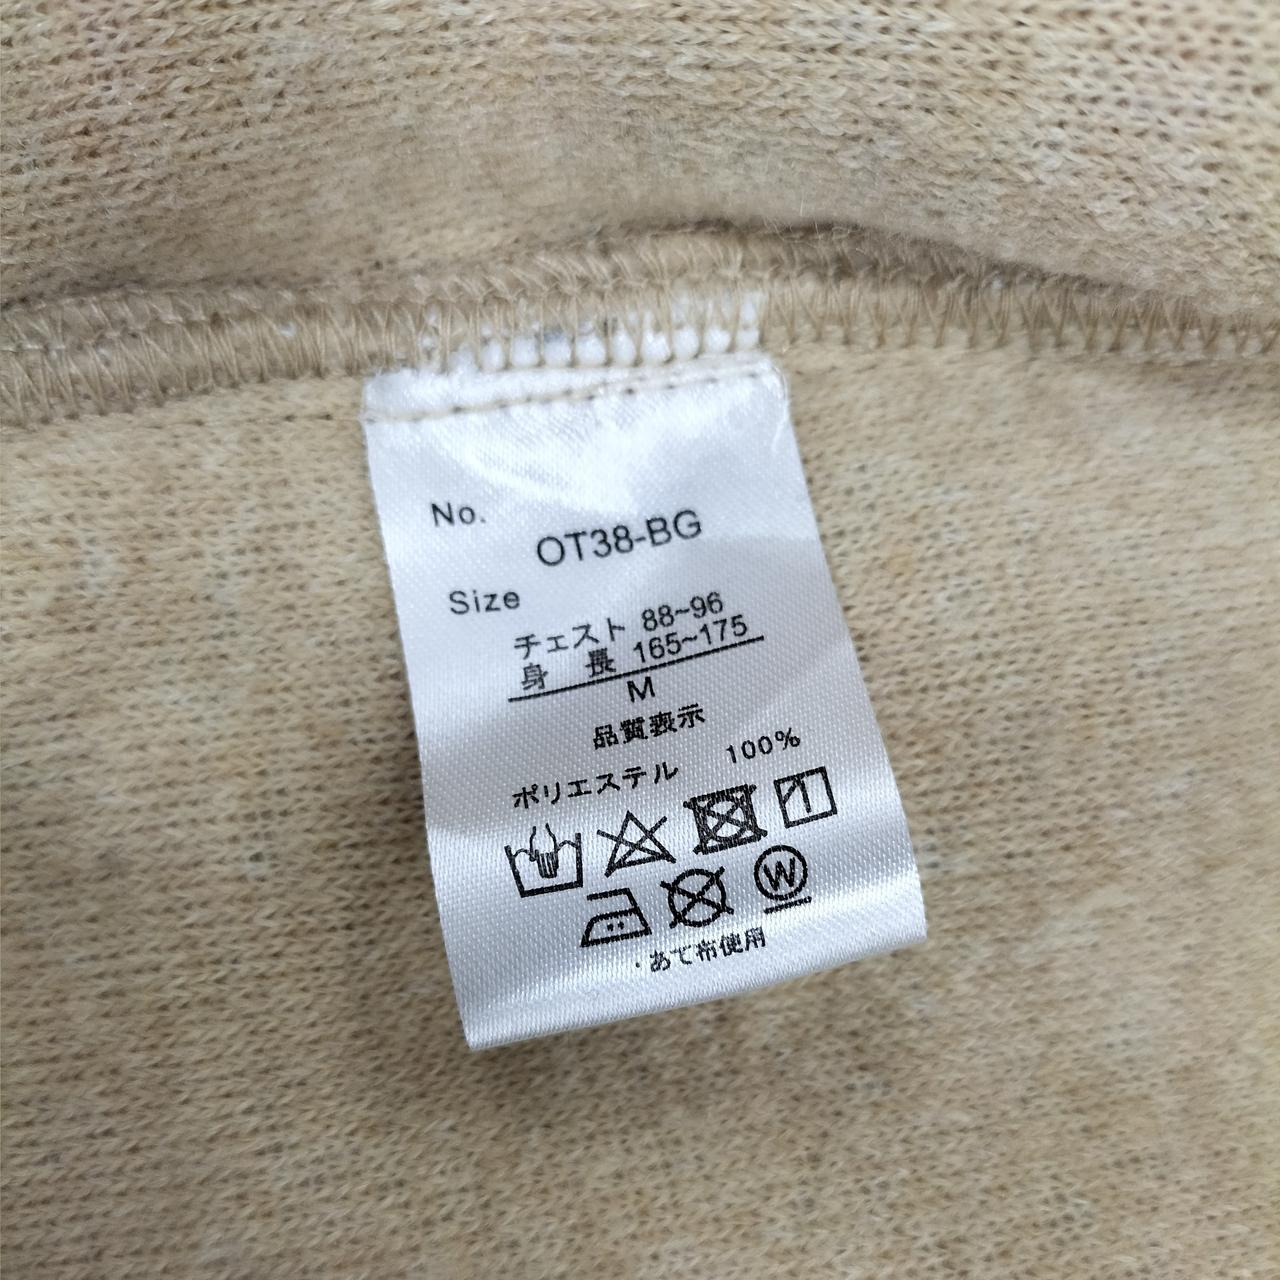 No.
OT38-BG
Size
チェスト 88~96
身 長 165~175
M
品質表示
ポリエステル 100%
W
・あて布使用